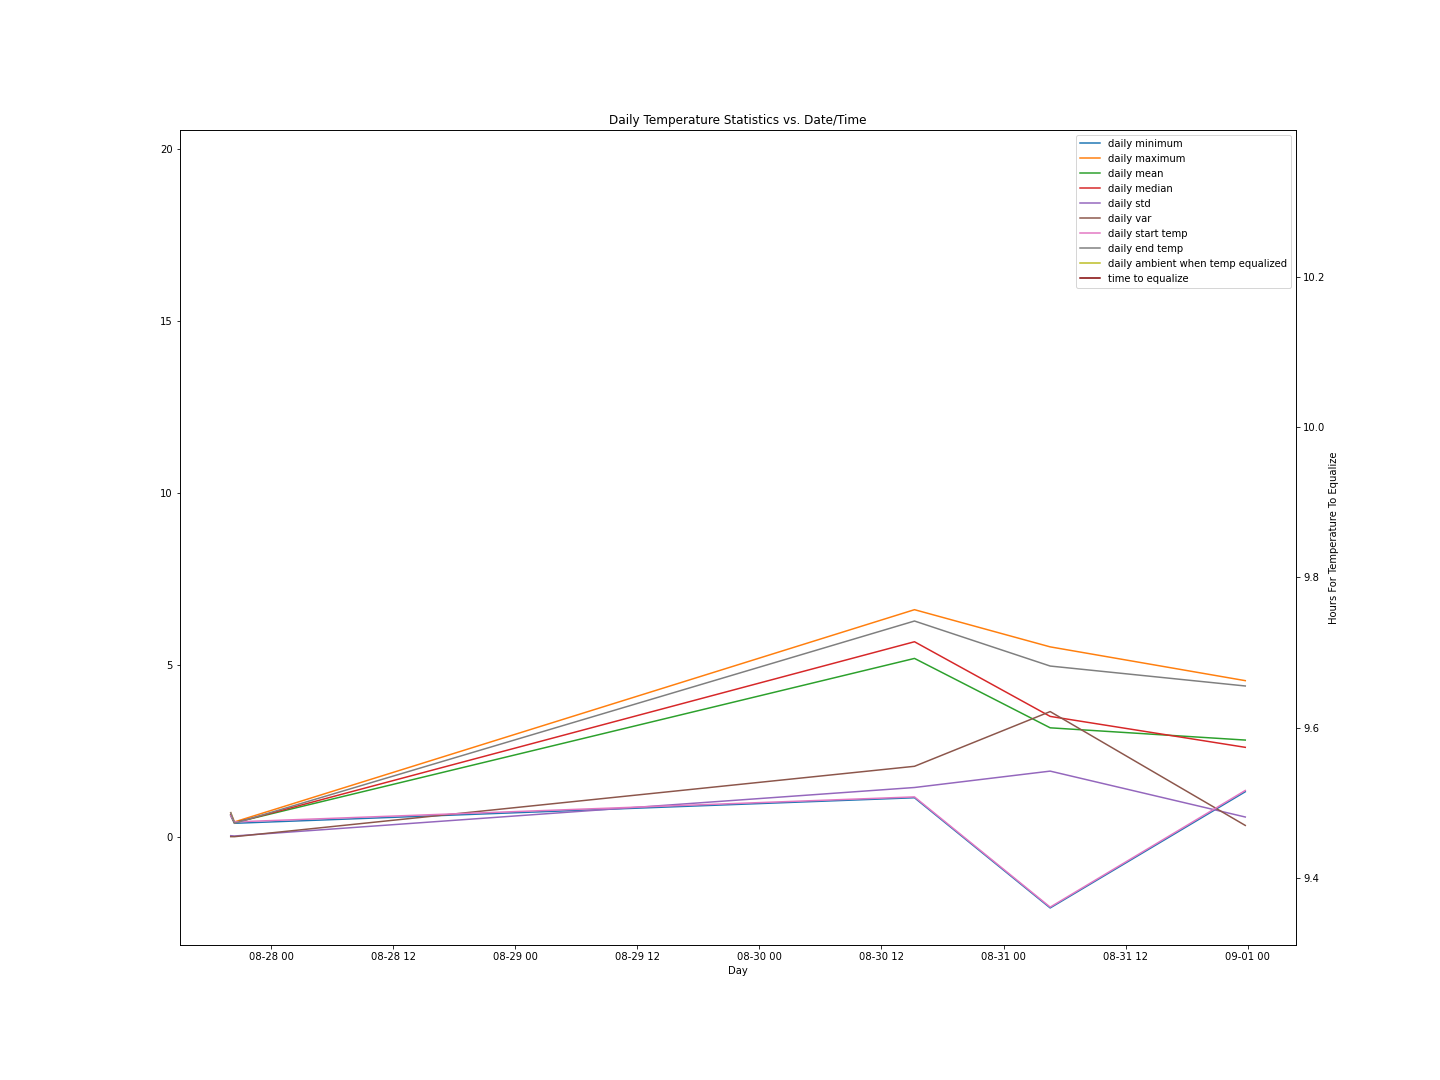 Daily Temperature Statistics vs. Date/Time
daily minimum
daily maximum
daily mean
daily median
daily std
daily var
daily start temp
daily end temp
daily ambient when temp equalized
time to equalize
20
15
10
5
0
10.2
10.0
9.8
9.6
9.4
Hours For Temperature To Equalize
08-28 00 08-28 12 08-29 00 08-29 12 08-30 00 08-30 12 08-31 00 08-31 12 09-01 00
Day